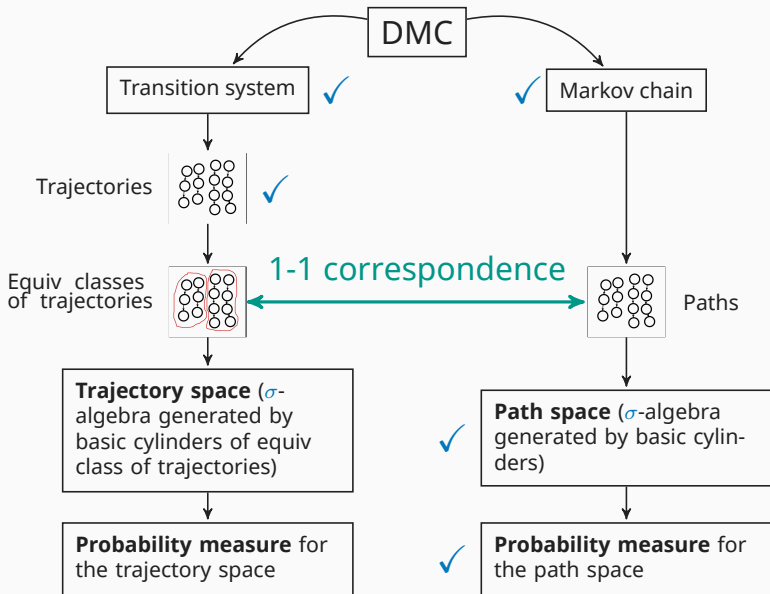 DMC
Transition system
✓
✓
Markov chain
Trajectories
✓
Equiv classes
of trajectories
1-1 correspondence
Paths
Trajectory space (σ-
algebra generated by
basic cylinders of equiv
class of trajectories)
✓
Path space (σ-algebra
generated by basic cylin-
ders)
Probability measure for
the trajectory space
✓
Probability measure for
the path space